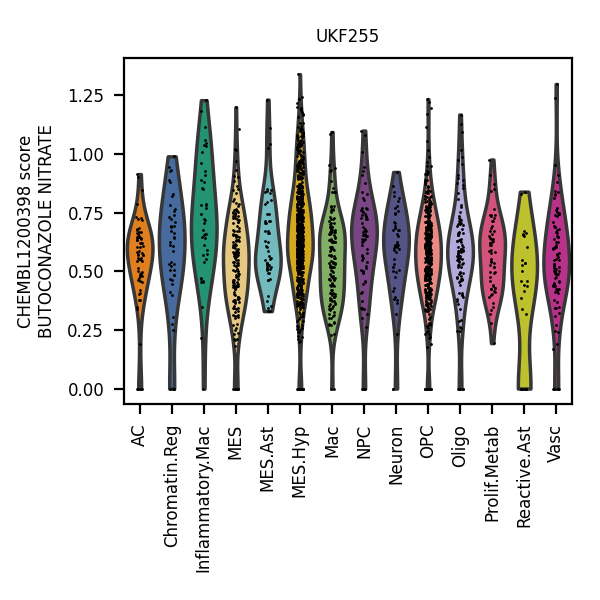 UKF255
CHEMBL1200398 score
BUTOCONAZOLE NITRATE
1.25
1.00
0.75
0.50
0.25
0.00
AC
Chromatin.Reg
Inflammatory.Mac
MES
MES.Ast
MES.Hyp
Mac
NPC
Neuron
OPC
Oligo
Prolif.Metab
Reactive.Ast
Vasc